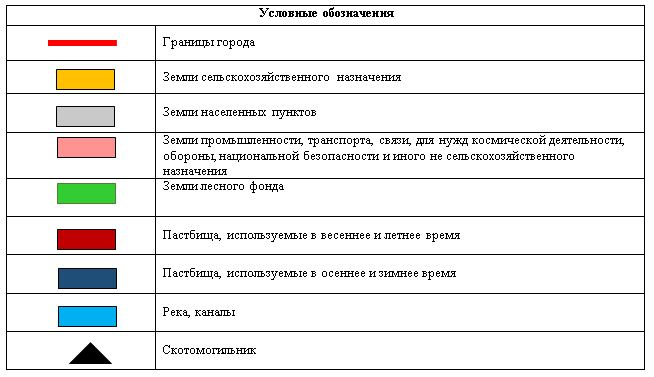 Условные обозначения
Границы города
Земли сельскохозяйственного назначения
Земли населенных пунктов
Земли промышленности, транспорта, связи, для нужд космической деятельности,
обороны, национальной безопасности и иного не сельскохозяйственного
назначения
Земли лесного фонда
Пастбища, используемые в весеннее и летнее время
Пастбища, используемые в осеннее и зимнее время
Река, каналы
Скотомогильник